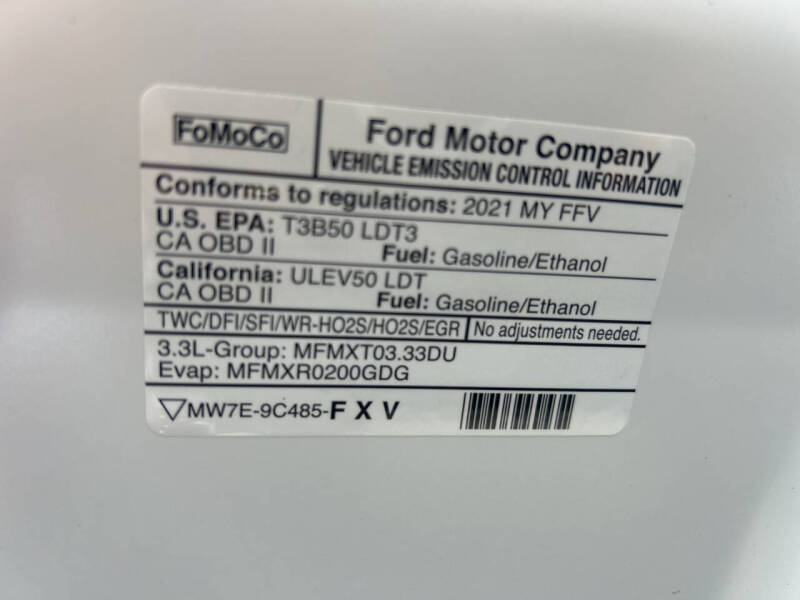 FoMoCo
Ford Motor Company
VEHICLE EMISSION CONTROL INFORMATION
Conforms to regulations: 2021 MY FFV
U.S. EPA: T3B50 LDT3
CA OBD II Fuel: Gasoline/Ethanol
California: ULEV50 LDT
CA OBD II Fuel: Gasoline/Ethanol
TWC/DFI/SFI/WR-HO2S/HO2S/EGR No adjustments needed.
3.3L-Group: MFMXT03.33DU
Evap: MFMXR0200GDG
MW7E-9C485-F X V